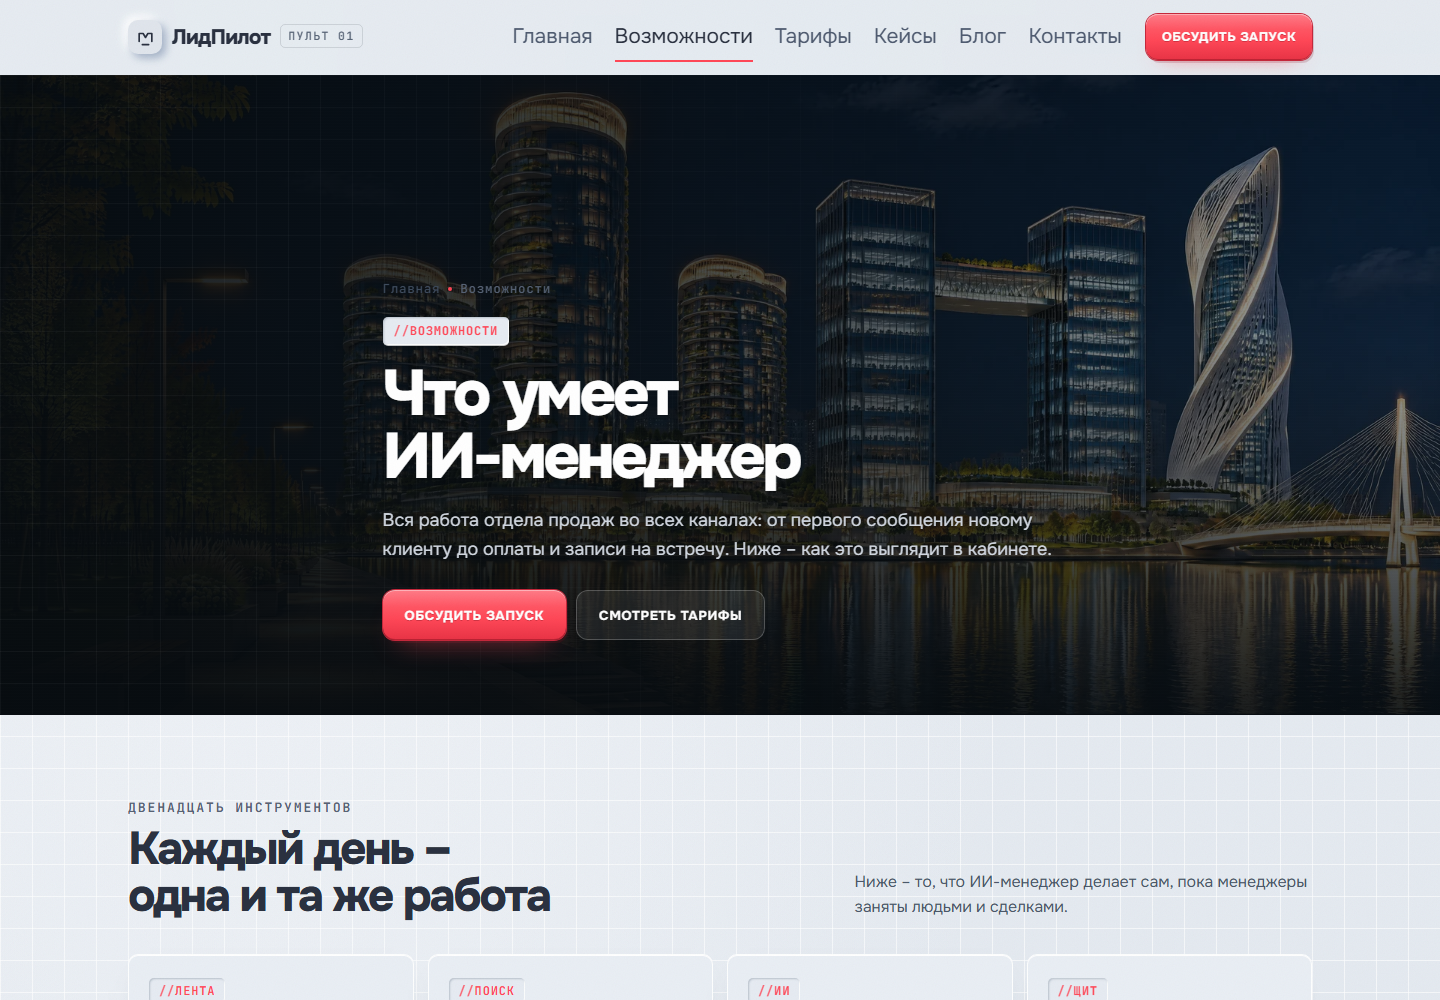 ЛидПилот ПУЛЬТ 01
Главная Возможности Тарифы Кейсы Блог Контакты ОБСУДИТЬ ЗАПУСК
Главная • Возможности
//ВОЗМОЖНОСТИ
Что умеет
ИИ-менеджер
Вся работа отдела продаж во всех каналах: от первого сообщения новому
клиенту до оплаты и записи на встречу. Ниже – как это выглядит в кабинете.
ОБСУДИТЬ ЗАПУСК СМОТРЕТЬ ТАРИФЫ
ДВЕНАДЦАТЬ ИНСТРУМЕНТОВ
Каждый день –
одна и та же работа
Ниже – то, что ИИ-менеджер делает сам, пока менеджеры
заняты людьми и сделками.
//ЛЕНТА //ПОИСК //ИИ //ЩИТ